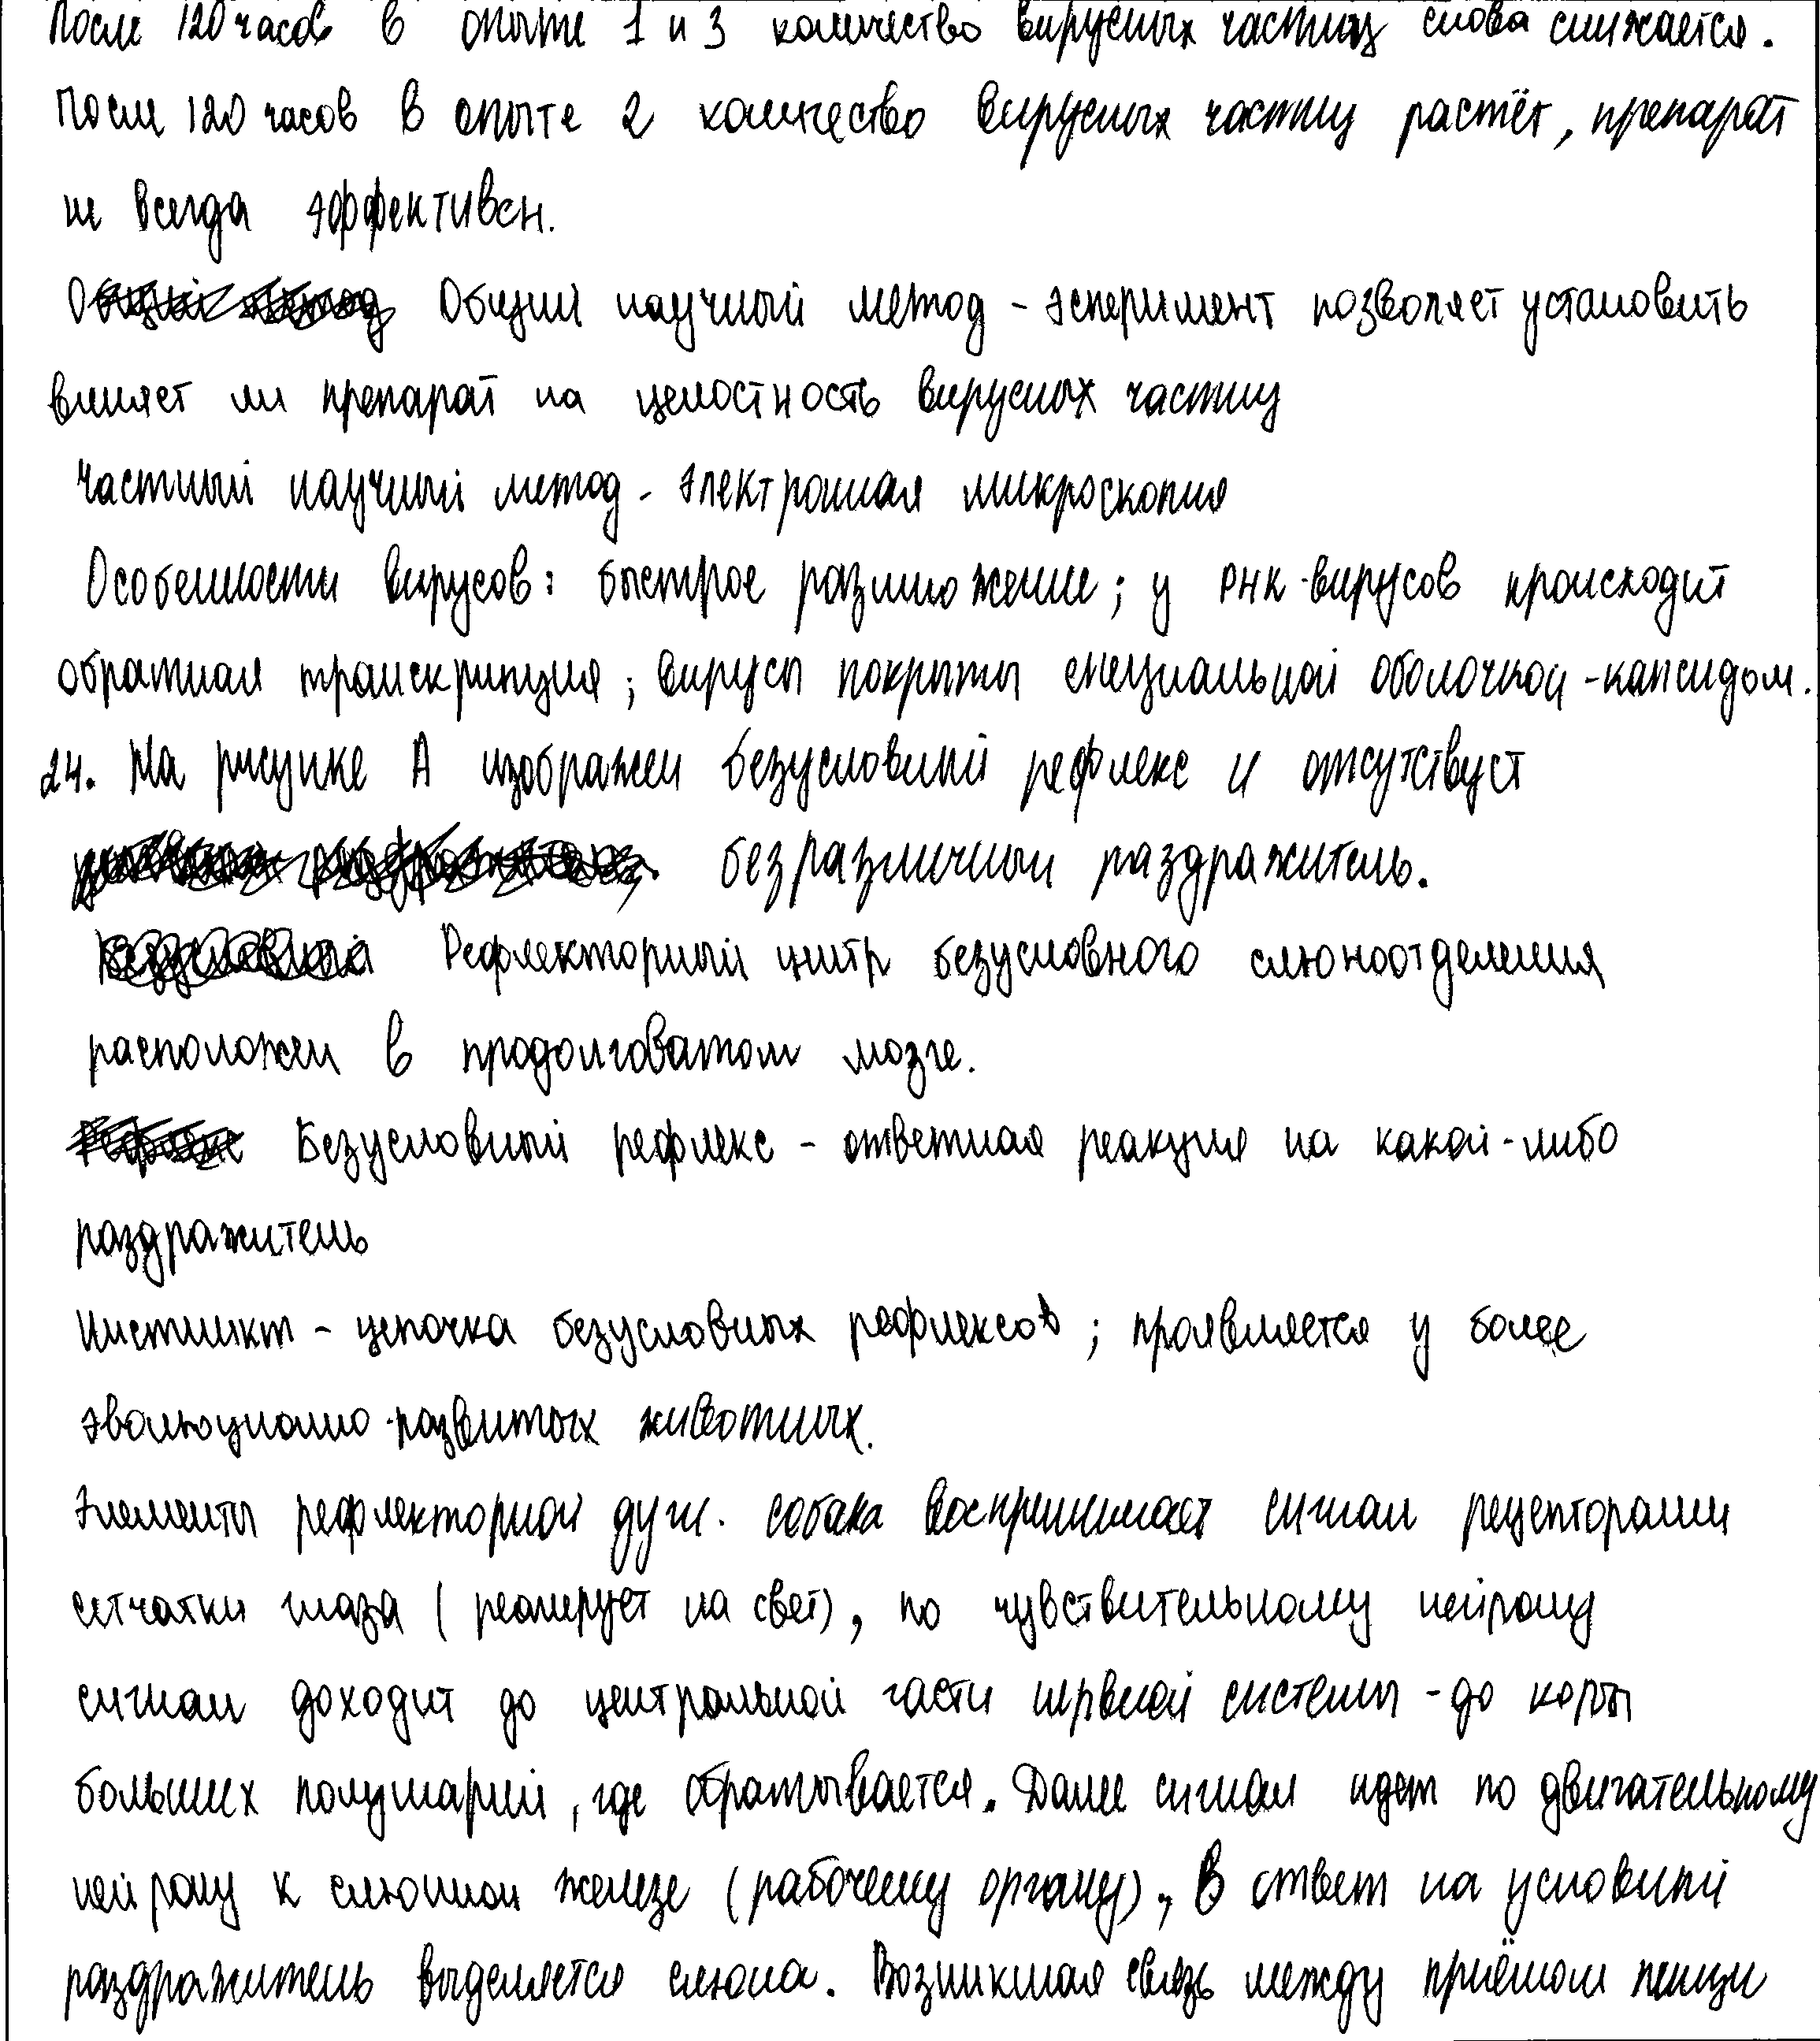 После 120 часов в опыте 1 и 3 количество вирусных частиц снова снижается.
После 120 часов в опыте 2 количество вирусных частиц растёт, препарат
не всегда эффективен.
Общий научный метод - эсперимент позволяет установить
влияет ли препарат на целостность вирусных частиц
Частный научный метод - электронная микроскопия
Особенности вирусов: быстрое размножение; у РНК-вирусов происходит
обратная транскрипция; вирусы покрыты специальной оболочкой - капсидом.
24. На рисунке А изображен безусловный рефлекс и отсутствует
безразличный раздражитель.
Рефлекторный центр безусловного слюноотделения
расположен в продолговатом мозге.
Безусловный рефлекс - ответная реакция на какой-либо
раздражитель
Инстинкт - цепочка безусловных рефлексов; проявляется у более
эволюционно-развитых животных.
Элементы рефлекторной дуги. Собака воспринимает сигнал рецепторами
сетчатки глаза (реагирует на свет), по чувствительному нейрону
сигнал доходит до центральной части нервной системы - до коры
больших полушарий, где обратывается. Далее сигнал идет по двигательному
нейрону к слюнной железе (рабочему органу), В ответ на условный
раздражитель выделяется слюна. Возникшая связь между приёмом пищи